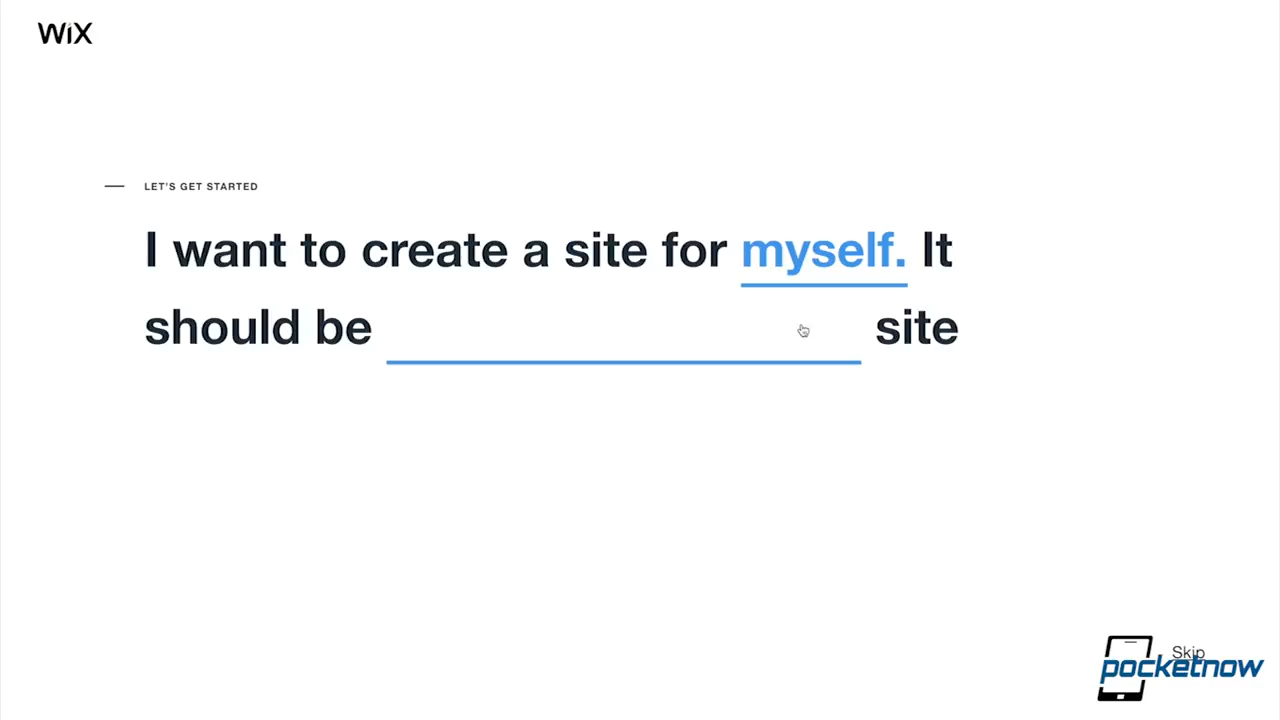 WiX
LET'S GET STARTED
I want to create a site for myself. It
should be site
Skip
pocketnow